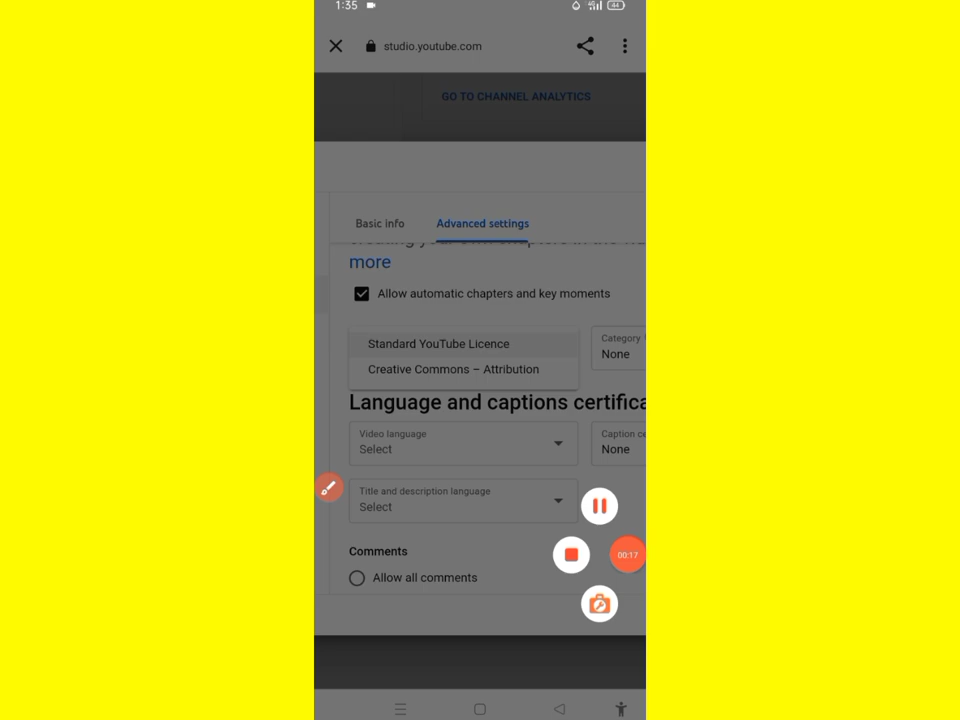 1:35
4G
44
studio.youtube.com
GO TO CHANNEL ANALYTICS
Basic info
Advanced settings
more
Allow automatic chapters and key moments
Standard YouTube Licence
Category
None
Creative Commons – Attribution
Language and captions certifica
Video language
Select
Caption ce
None
Title and description language
Select
00:17
Comments
Allow all comments